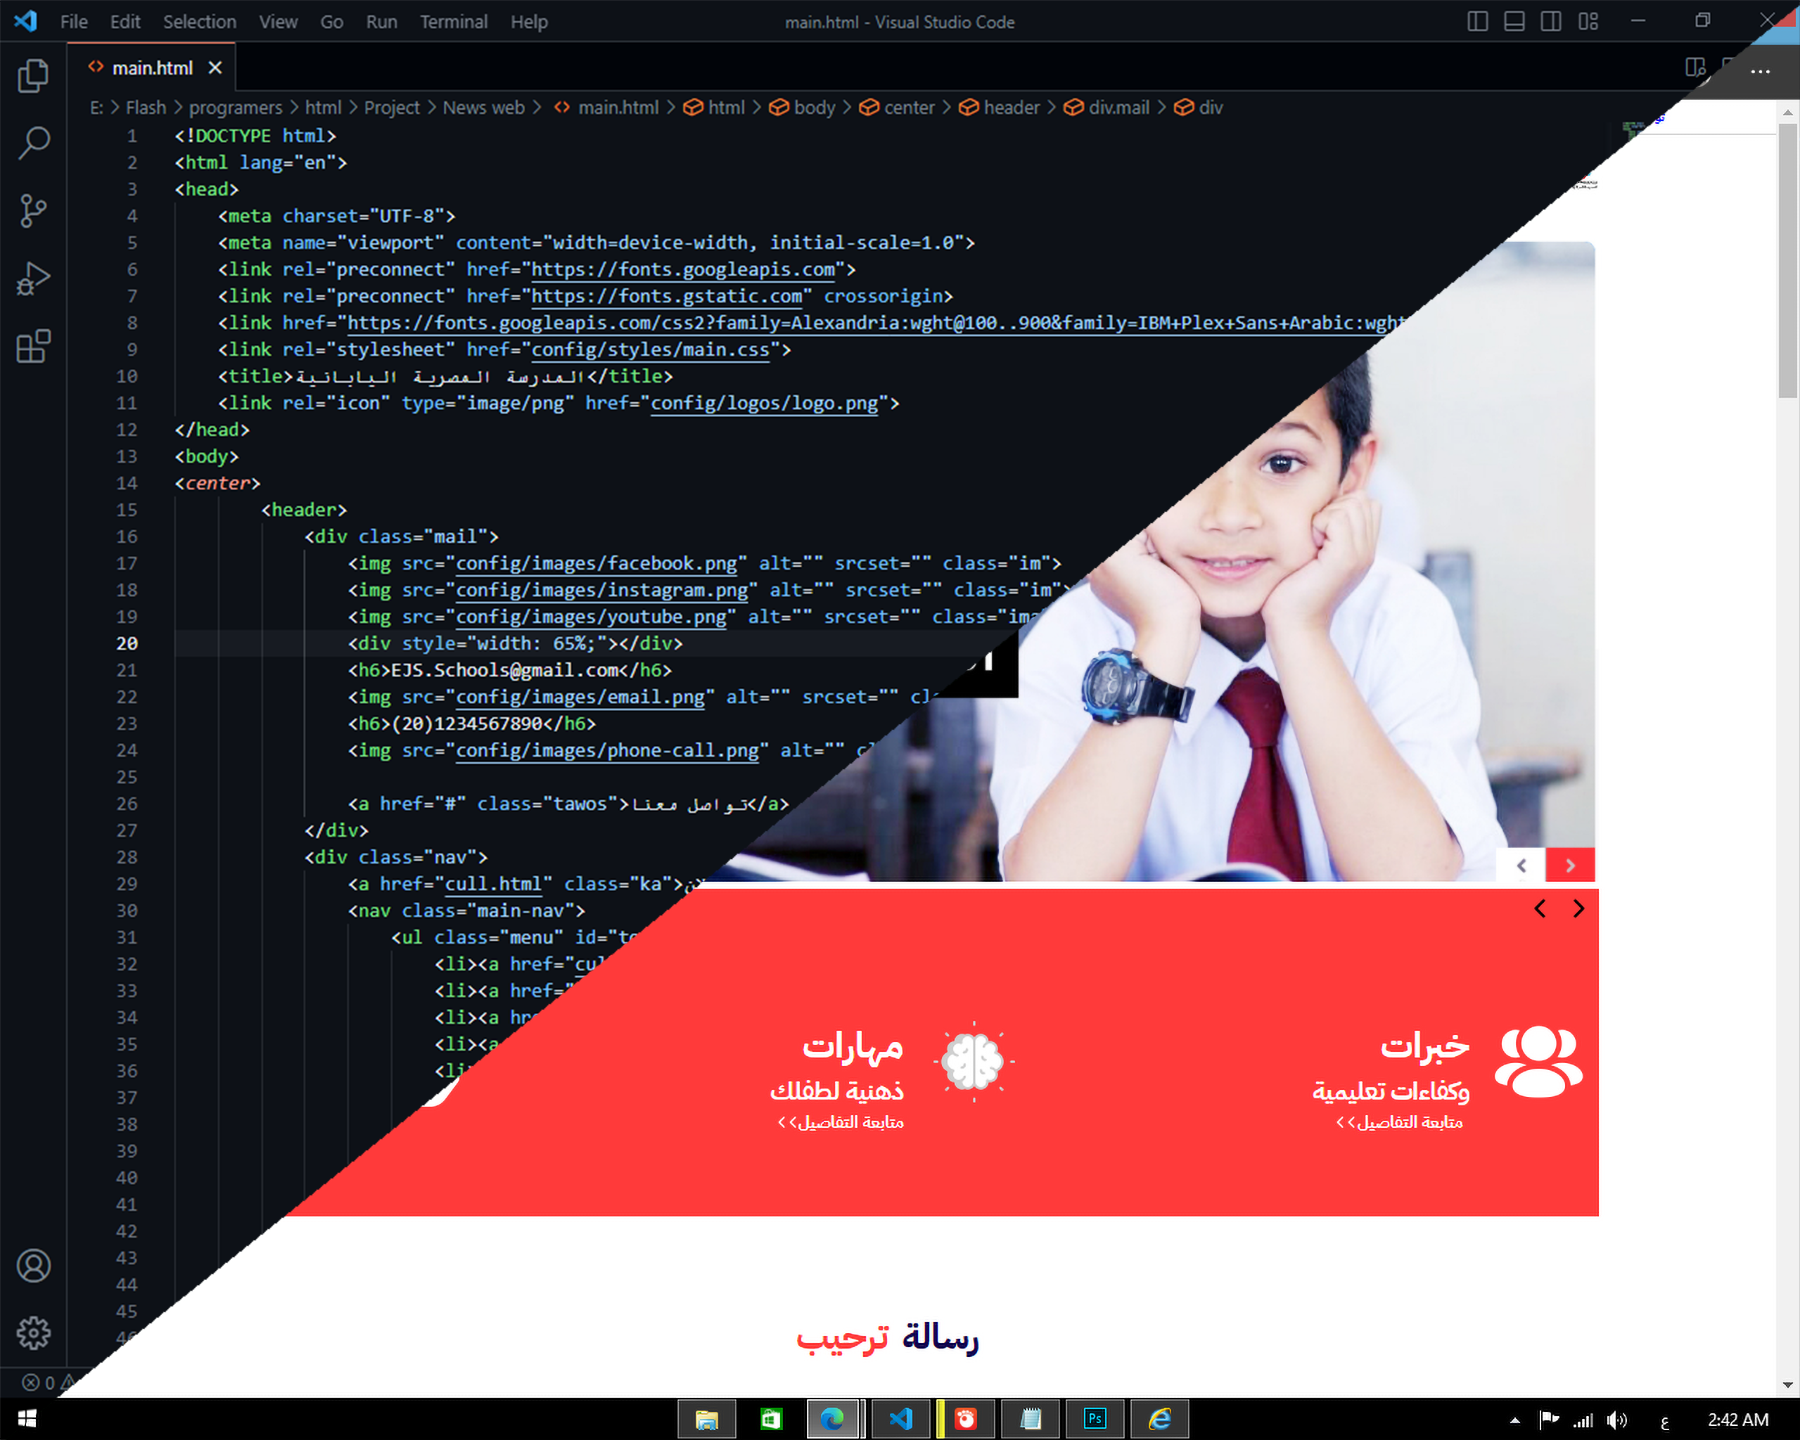 File Edit Selection View Go Run Terminal Help
main.html - Visual Studio Code
main.html
E: > Flash > programers > html > Project > News web > main.html > html > body > center > header > div.mail > div
1 <!DOCTYPE html>
2 <html lang="en">
3 <head>
4 <meta charset="UTF-8">
5 <meta name="viewport" content="width=device-width, initial-scale=1.0">
6 <link rel="preconnect" href="https://fonts.googleapis.com">
7 <link rel="preconnect" href="https://fonts.gstatic.com" crossorigin>
8 <link href="https://fonts.googleapis.com/css2?family=Alexandria:wght@100..900&family=IBM+Plex+Sans+Arabic:wght
9 <link rel="stylesheet" href="config/styles/main.css">
10 <title>المدرسة المصرية اليابانية</title>
11 <link rel="icon" type="image/png" href="config/logos/logo.png">
12 </head>
13 <body>
14 <center>
15 <header>
16 <div class="mail">
17 <img src="config/images/facebook.png" alt="" srcset="" class="im">
18 <img src="config/images/instagram.png" alt="" srcset="" class="im">
19 <img src="config/images/youtube.png" alt="" srcset="" class="ima
20 <div style="width: 65%;"></div>
21 <h6>EJS.Schools@gmail.com</h6>
22 <img src="config/images/email.png" alt="" srcset="" cl
23 <h6>(20)1234567890</h6>
24 <img src="config/images/phone-call.png" alt="" c
25
26 <a href="#" class="tawos">تواصل معنا</a>
27 </div>
28 <div class="nav">
29 <a href="cull.html" class="ka">
30 <nav class="main-nav">
31 <ul class="menu" id="to
32 <li><a href="cul
33 <li><a href="
34 <li><a hre
35 <li><a
36 <li
37
38
39
40
41
42
43
44
45
46
خبرات
وكفاءات تعليمية
متابعة التفاصيل>>
مهارات
ذهنية لطفلك
متابعة التفاصيل>>
رسالة ترحيب
0
Ps
ع
2:42 AM